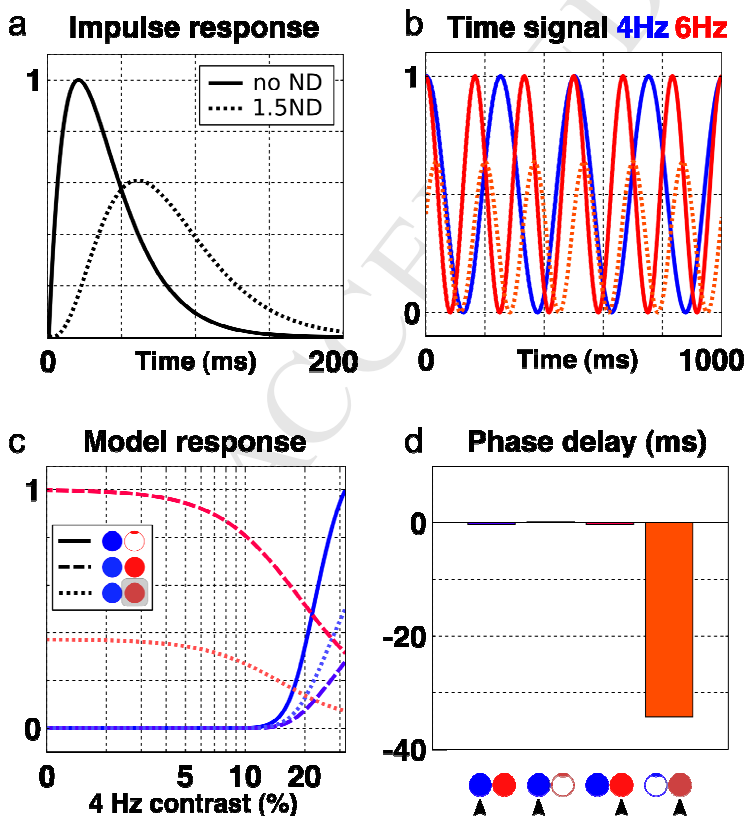 a Impulse response
1
no ND
1.5ND
0 Time (ms) 200
b Time signal 4Hz 6Hz
1
0
0 Time (ms) 1000
c Model response
1
0
0 5 10 20
4 Hz contrast (%)
d Phase delay (ms)
0
-20
-40